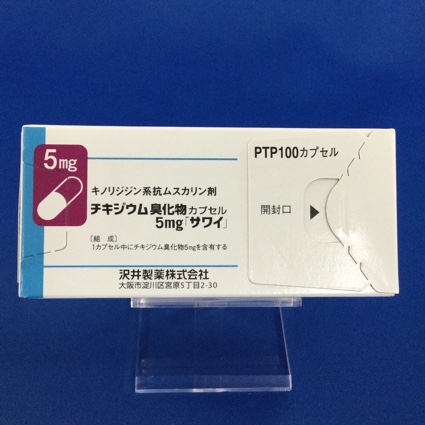 5mg
キノリジジン系抗ムスカリン剤
チキジウム臭化物カプセル
5mg「サワイ」
〔組 成〕
1カプセル中にチキジウム臭化物5mgを含有する
沢井製薬株式会社
大阪市淀川区宮原5丁目2-30
PTP100カプセル
開封口